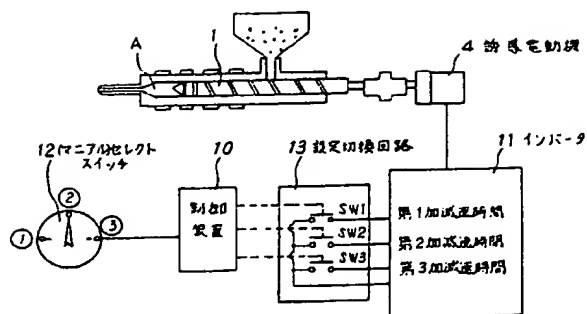 A
1
4 誘導電動機
12(マニアル)セレクト
スイッチ
10
13 設定切換回路
11 インバータ
①
②
③
制御
装置
SW1
SW2
SW3
第1加減速時間
第2加減速時間
第3加減速時間